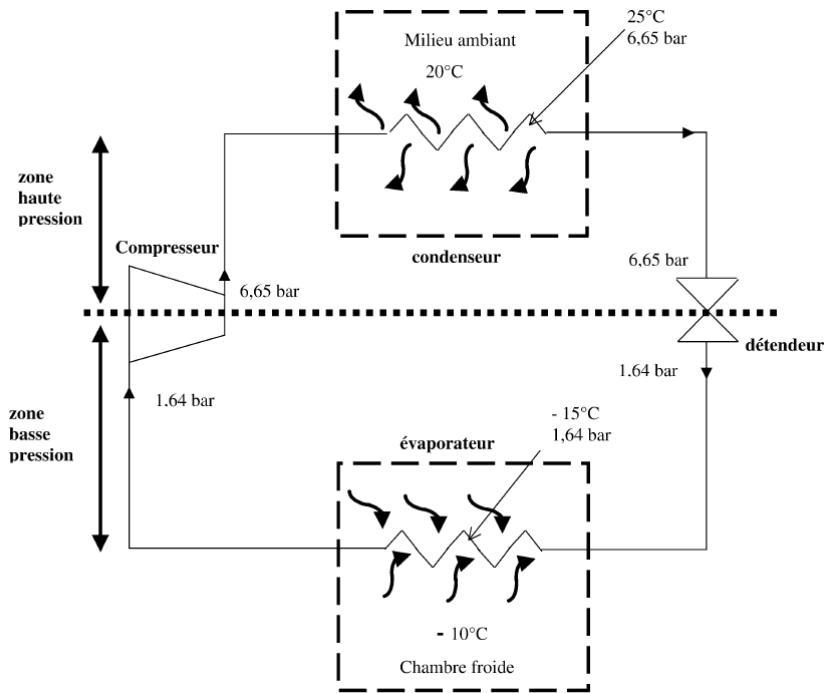 25°C
6,65 bar
Milieu ambiant
20°C
zone
haute
pression
Compresseur
condenseur
6,65 bar
6,65 bar
détendeur
1,64 bar
1,64 bar
zone
basse
pression
- 15°C
1,64 bar
évaporateur
- 10°C
Chambre froide